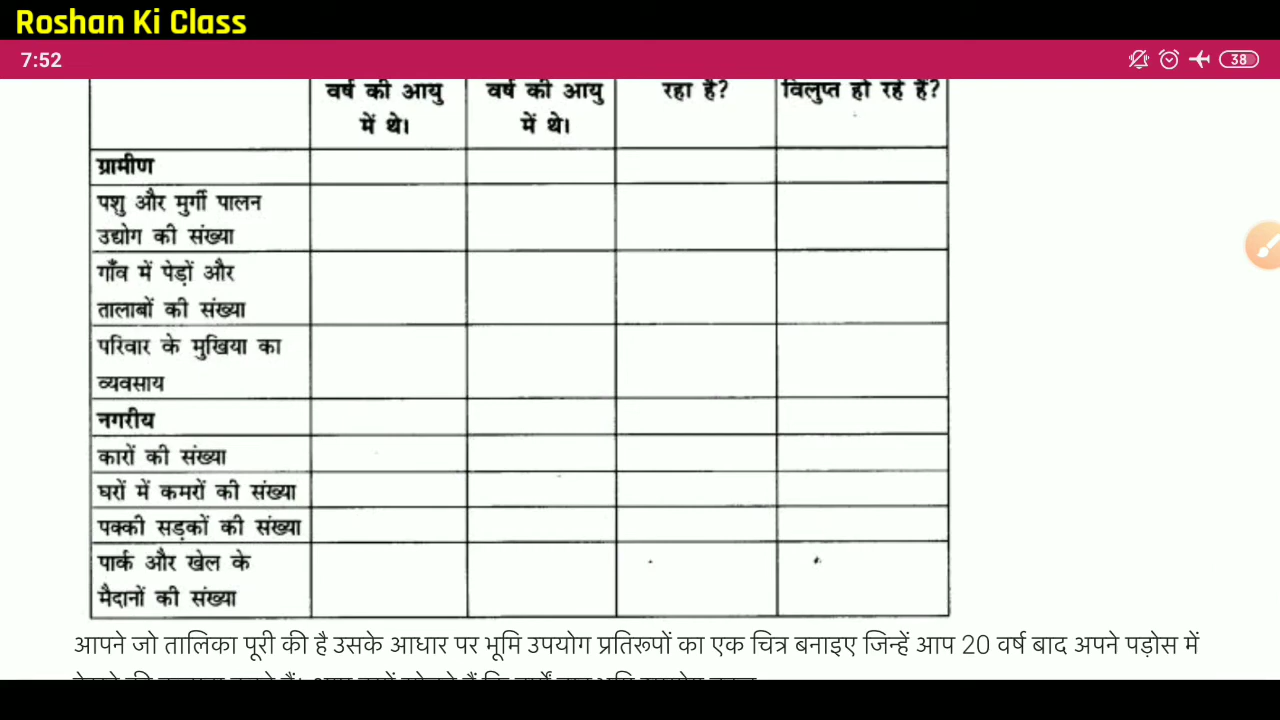 Roshan Ki Class
7:52
38
वर्ष की आयु
में थे।
वर्ष की आयु
में थे।
रहा है?
विलुप्त हो रहे हैं?
ग्रामीण
पशु और मुर्गी पालन
उद्योग की संख्या
गाँव में पेड़ों और
तालाबों की संख्या
परिवार के मुखिया का
व्यवसाय
नगरीय
कारों की संख्या
घरों में कमरों की संख्या
पक्की सड़कों की संख्या
पार्क और खेल के
मैदानों की संख्या
आपने जो तालिका पूरी की है उसके आधार पर भूमि उपयोग प्रतिरूपों का एक चित्र बनाइए जिन्हें आप 20 वर्ष बाद अपने पड़ोस में